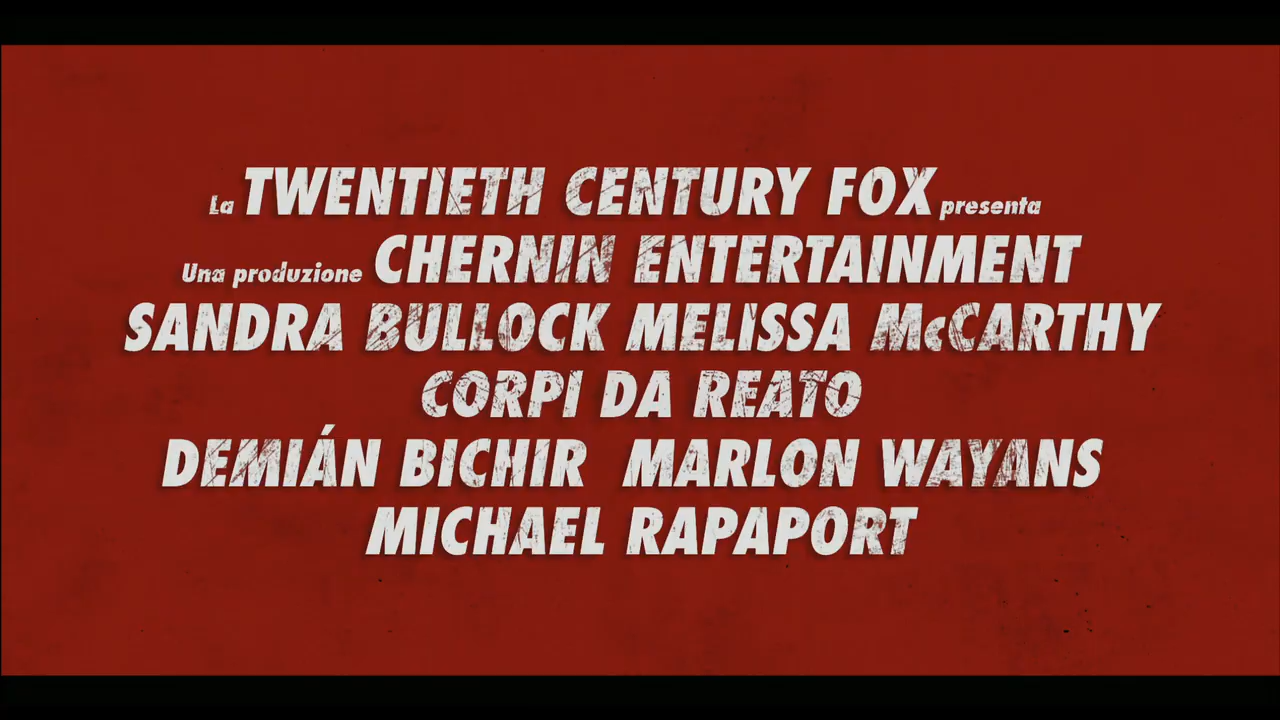 La TWENTIETH CENTURY FOX presenta
Una produzione CHERNIN ENTERTAINMENT
SANDRA BULLOCK MELISSA McCARTHY
CORPI DA REATO
DEMIÁN BICHIR MARLON WAYANS
MICHAEL RAPAPORT